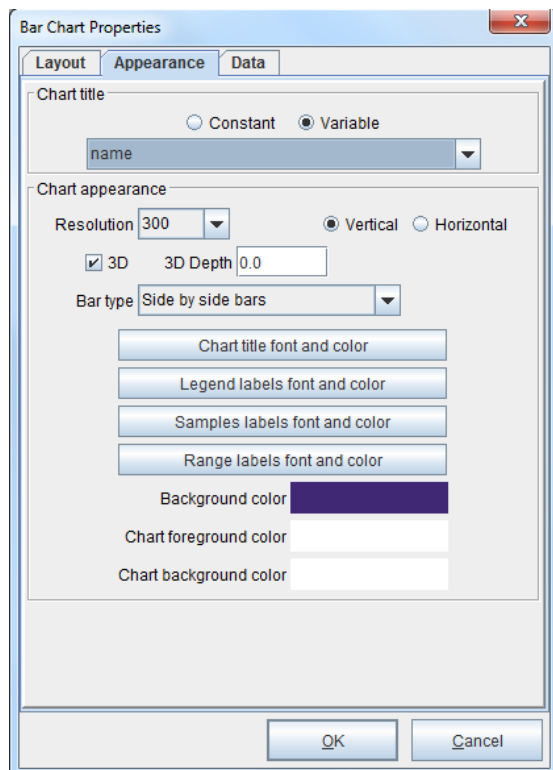 Bar Chart Properties
Layout Appearance Data
Chart title
Constant Variable
name
Chart appearance
Resolution 300 Vertical Horizontal
3D 3D Depth 0.0
Bar type Side by side bars
Chart title font and color
Legend labels font and color
Samples labels font and color
Range labels font and color
Background color
Chart foreground color
Chart background color
OK Cancel